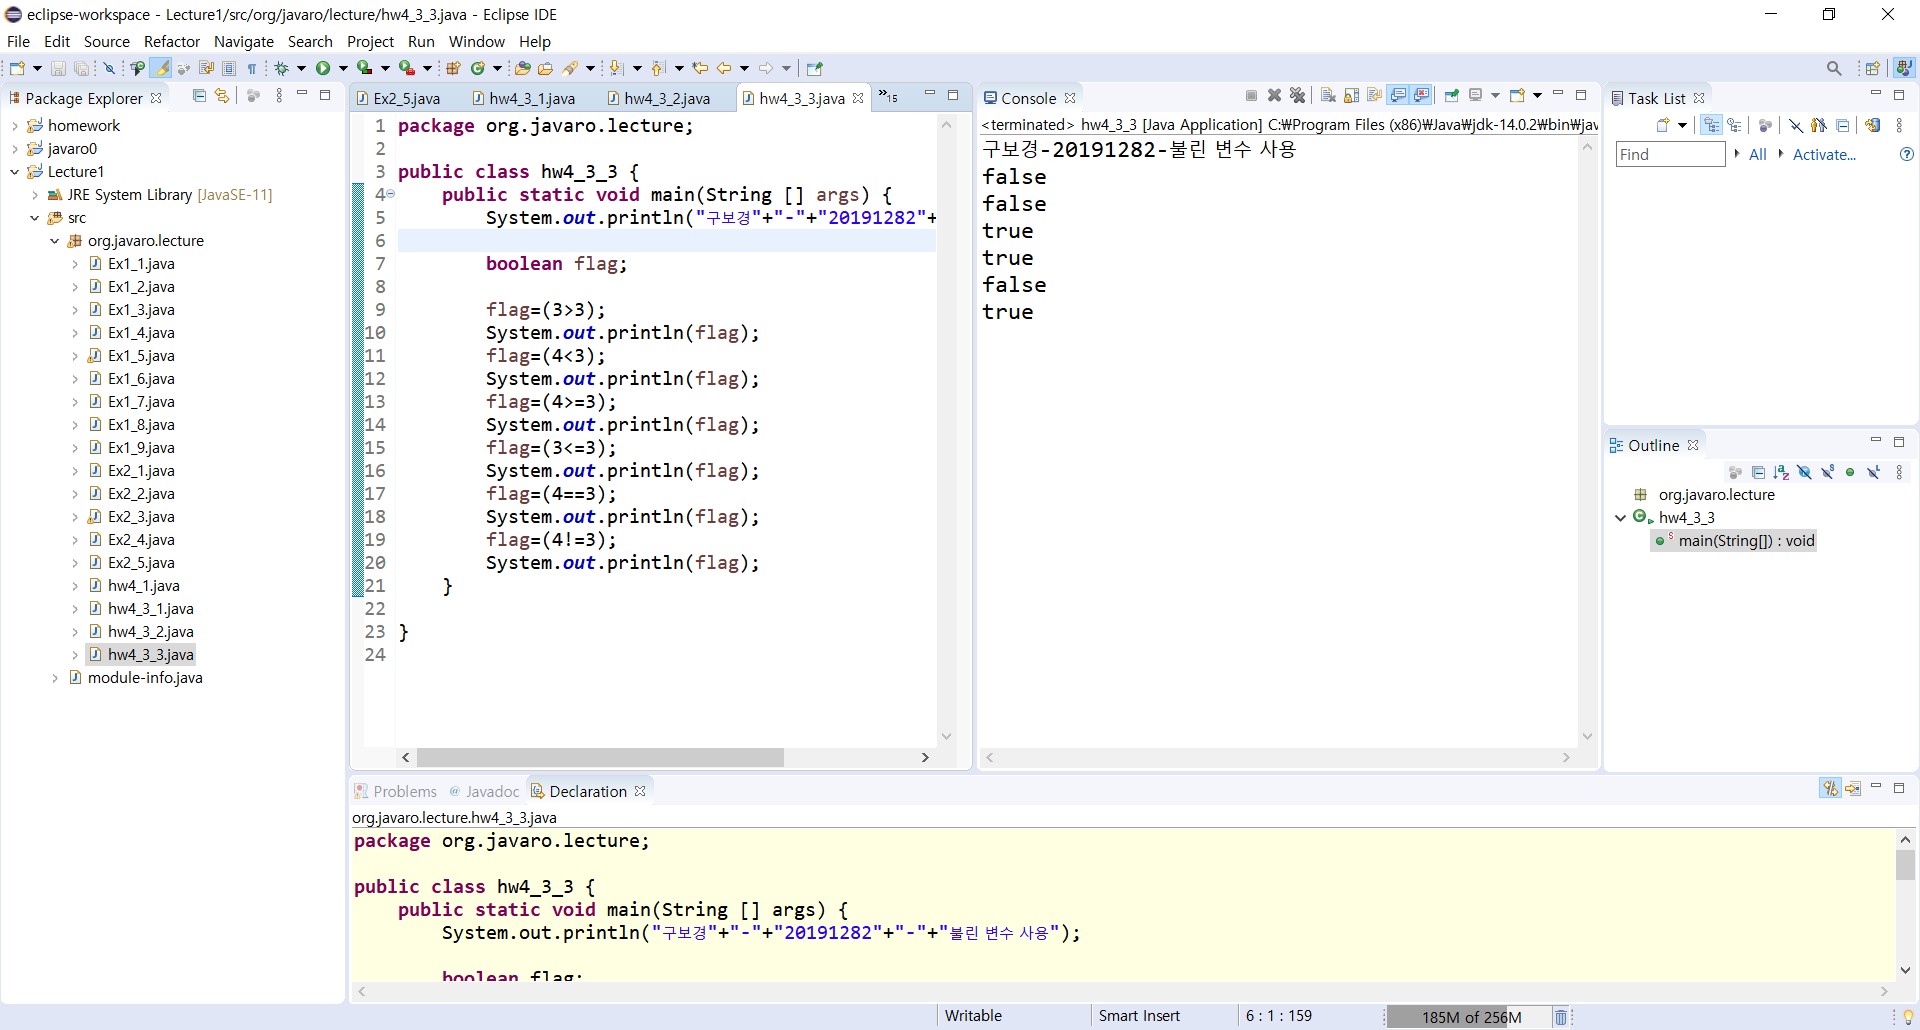 eclipse-workspace - Lecture1/src/org/javaro/lecture/hw4_3_3.java - Eclipse IDE
File Edit Source Refactor Navigate Search Project Run Window Help
Package Explorer
homework
javaro0
Lecture1
JRE System Library [JavaSE-11]
src
org.javaro.lecture
Ex1_1.java
Ex1_2.java
Ex1_3.java
Ex1_4.java
Ex1_5.java
Ex1_6.java
Ex1_7.java
Ex1_8.java
Ex1_9.java
Ex2_1.java
Ex2_2.java
Ex2_3.java
Ex2_4.java
Ex2_5.java
hw4_1.java
hw4_3_1.java
hw4_3_2.java
hw4_3_3.java
module-info.java
Ex2_5.java hw4_3_1.java hw4_3_2.java hw4_3_3.java »15
1 package org.javaro.lecture;
2
3 public class hw4_3_3 {
4 public static void main(String [] args) {
5 System.out.println("구보경"+"-"+"20191282"+
6
7 boolean flag;
8
9 flag=(3>3);
10 System.out.println(flag);
11 flag=(4<3);
12 System.out.println(flag);
13 flag=(4>=3);
14 System.out.println(flag);
15 flag=(3<=3);
16 System.out.println(flag);
17 flag=(4==3);
18 System.out.println(flag);
19 flag=(4!=3);
20 System.out.println(flag);
21 }
22
23 }
24
Console
<terminated> hw4_3_3 [Java Application] C:₩Program Files (x86)₩Java₩jdk-14.0.2₩bin₩jav
구보경-20191282-불린 변수 사용
false
false
true
true
false
true
Task List
Find All Activate...
Outline
org.javaro.lecture
hw4_3_3
main(String[]) : void
Problems @ Javadoc Declaration
org.javaro.lecture.hw4_3_3.java
package org.javaro.lecture;
public class hw4_3_3 {
public static void main(String [] args) {
System.out.println("구보경"+"-"+"20191282"+"-"+"불린 변수 사용");
boolean flag;
Writable Smart Insert 6 : 1 : 159 185M of 256M